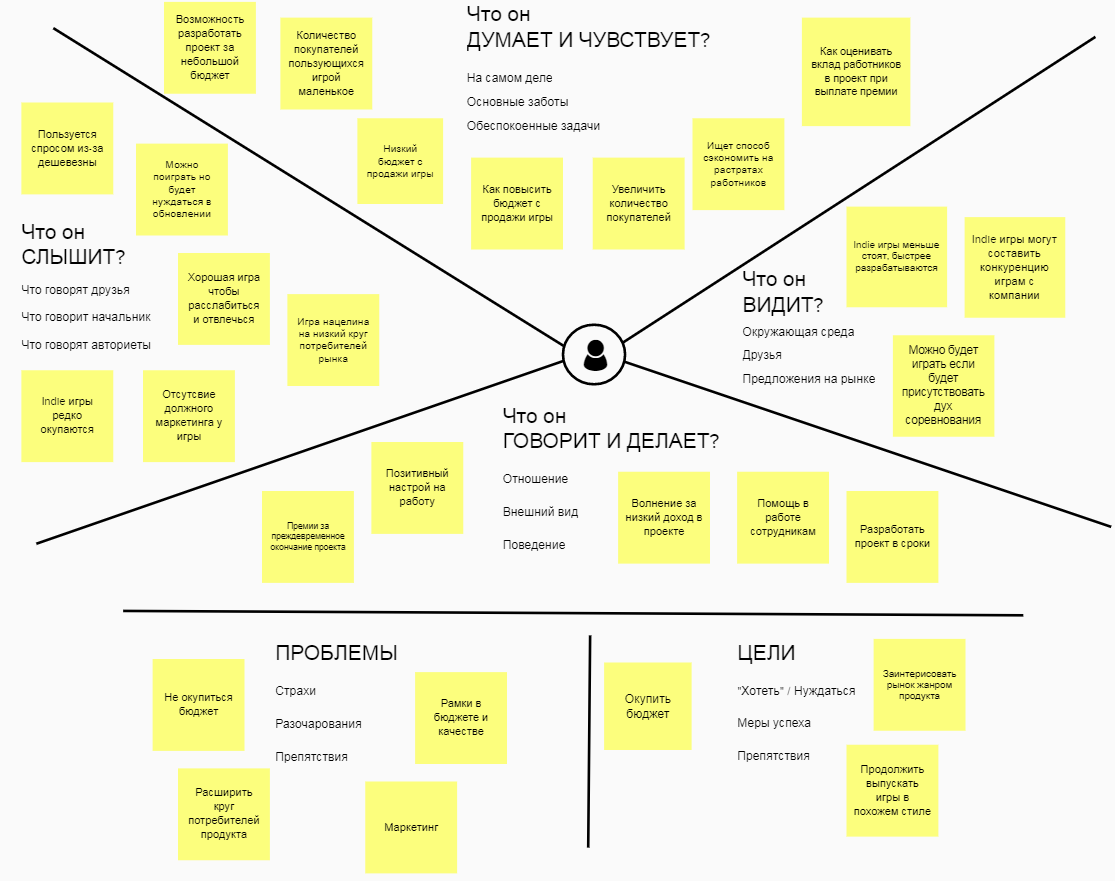 Возможность
разработать
проект за
небольшой
бюджет
Количество
покупателей
пользующихся
игрой
маленькое
Что он
ДУМАЕТ И ЧУВСТВУЕТ?
На самом деле
Основные заботы
Обеспокоенные задачи
Как оценивать
вклад работников
в проект при
выплате премии
Низкий
бюджет с
продажи игры
Как повысить
бюджет с
продажи игры
Увеличить
количество
покупателей
Ищет способ
сэкономить на
растратах
работников
Пользуется
спросом из-за
дешевезны
Можно
поиграть но
будет
нуждаться в
обновлении
Что он
СЛЫШИТ?
Что говорят друзья
Что говорит начальник
Что говорят авториеты
Хорошая игра
чтобы
расслабиться
и отвлечься
Игра нацелина
на низкий круг
потребителей
рынка
Indie игры
редко
окупаются
Отсутсвие
должного
маркетинга у
игры
Что он
ВИДИТ?
Окружающая среда
Друзья
Предложения на рынке
Indie игры меньше
стоят, быстрее
разрабатываются
Indie игры могут
составить
конкуренцию
играм с
компании
Можно будет
играть если
будет
присутствовать
дух
соревнования
Что он
ГОВОРИТ И ДЕЛАЕТ?
Отношение
Внешний вид
Поведение
Позитивный
настрой на
работу
Премии за
преждевременное
окончание проекта
Волнение за
низкий доход в
проекте
Помощь в
работе
сотрудникам
Разработать
проект в сроки
ПРОБЛЕМЫ
Страхи
Разочарования
Препятствия
Не окупиться
бюджет
Рамки в
бюджете и
качестве
Расширить
круг
потребителей
продукта
Маркетинг
ЦЕЛИ
"Хотеть" / Нуждаться
Меры успеха
Препятствия
Окупить
бюджет
Заинтерисовать
рынок жанром
продукта
Продолжить
выпускать
игры в
похожем стиле